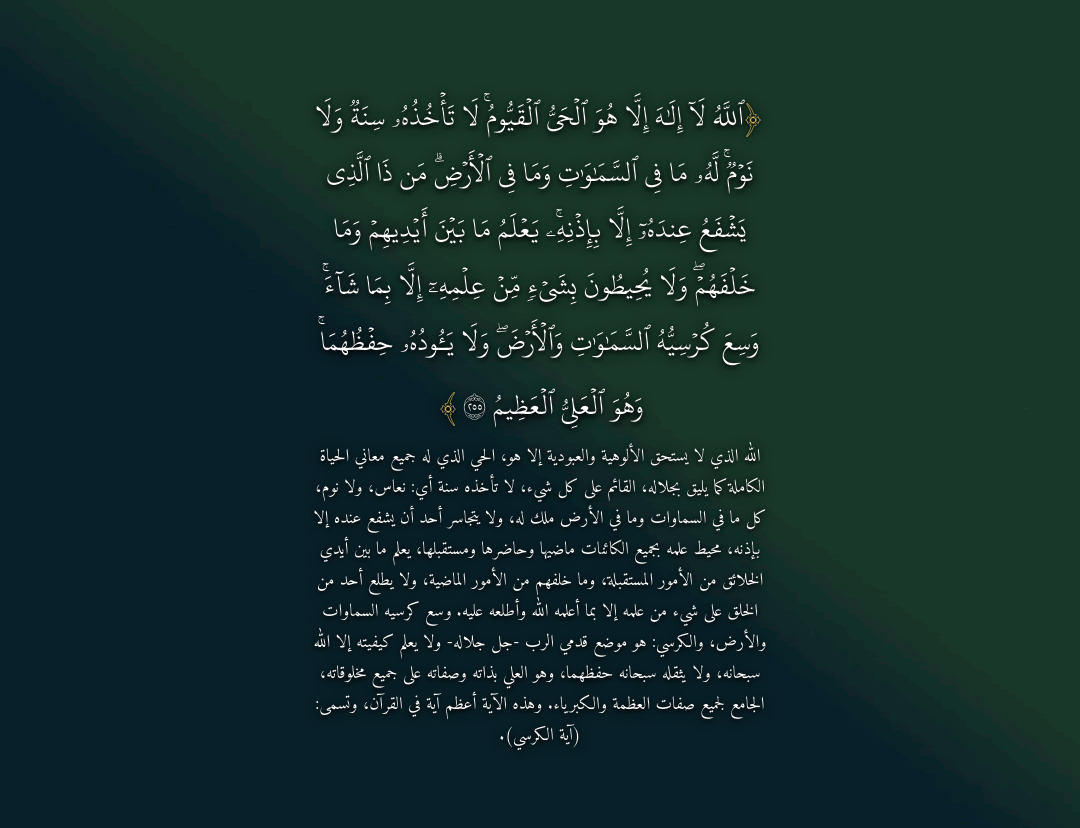 ﴿ٱللَّهُ لَآ إِلَٰهَ إِلَّا هُوَ ٱلْحَىُّ ٱلْقَيُّومُ ۚ لَا تَأْخُذُهُۥ سِنَةٌ وَلَا
نَوْمٌ ۚ لَّهُۥ مَا فِى ٱلسَّمَٰوَٰتِ وَمَا فِى ٱلْأَرْضِ ۗ مَن ذَا ٱلَّذِى
يَشْفَعُ عِندَهُۥٓ إِلَّا بِإِذْنِهِۦ ۚ يَعْلَمُ مَا بَيْنَ أَيْدِيهِمْ وَمَا
خَلْفَهُمْ ۖ وَلَا يُحِيطُونَ بِشَىْءٍ مِّنْ عِلْمِهِۦٓ إِلَّا بِمَا شَآءَ ۚ
وَسِعَ كُرْسِيُّهُ ٱلسَّمَٰوَٰتِ وَٱلْأَرْضَ ۖ وَلَا يَـُٔودُهُۥ حِفْظُهُمَا ۚ
وَهُوَ ٱلْعَلِىُّ ٱلْعَظِيمُ ٢٥٥﴾
الله الذي لا يستحق الألوهية والعبودية إلا هو، الحي الذي له جميع معاني الحياة
الكاملة كما يليق بجلاله، القائم على كل شيء، لا تأخذه سنة أي: نعاس، ولا نوم،
كل ما في السماوات وما في الأرض ملك له، ولا يتجاسر أحد أن يشفع عنده إلا
بإذنه، محيط علمه بجميع الكائنات ماضيها وحاضرها ومستقبلها، يعلم ما بين أيدي
الخلائق من الأمور المستقبلة، وما خلفهم من الأمور الماضية، ولا يطلع أحد من
الخلق على شيء من علمه إلا بما أعلمه الله وأطلعه عليه. وسع كرسيه السماوات
والأرض، والكرسي: هو موضع قدمي الرب -جل جلاله- ولا يعلم كيفيته إلا الله
سبحانه، ولا يثقله سبحانه حفظهما، وهو العلي بذاته وصفاته على جميع مخلوقاته،
الجامع لجميع صفات العظمة والكبرياء. وهذه الآية أعظم آية في القرآن، وتسمى:
(آية الكرسي).